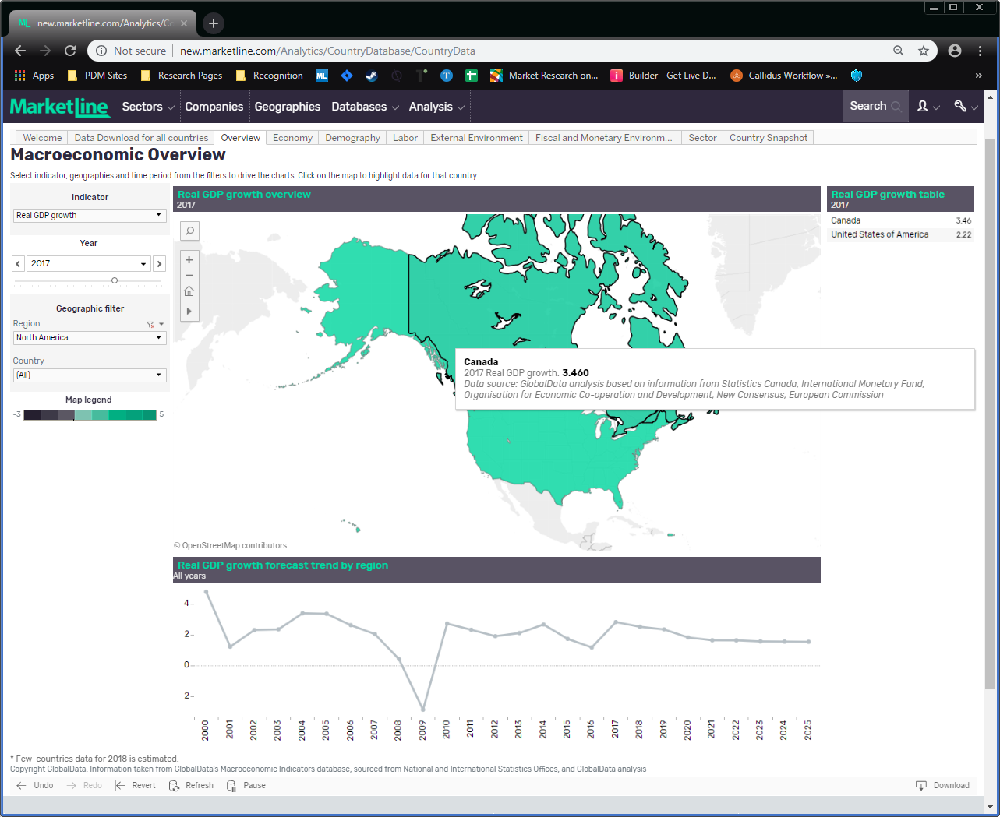 ML new.marketline.com/Analytics/Co
Not secure new.marketline.com/Analytics/CountryDatabase/CountryData
Apps PDM Sites Research Pages Recognition ML Market Research on... Builder - Get Live D... Callidus Workflow »... »
MarketLine Sectors Companies Geographies Databases Analysis Search
Welcome Data Download for all countries Overview Economy Demography Labor External Environment Fiscal and Monetary Environm... Sector Country Snapshot
Macroeconomic Overview
Select indicator, geographies and time period from the filters to drive the charts. Click on the map to highlight data for that country.
Indicator
Real GDP growth
Year
2017
Geographic filter
Region
North America
Country
(All)
Map legend
-3 5
Real GDP growth overview
2017
Canada
2017 Real GDP growth: 3.460
Data source: GlobalData analysis based on information from Statistics Canada, International Monetary Fund,
Organisation for Economic Co-operation and Development, New Consensus, European Commission
© OpenStreetMap contributors
Real GDP growth table
2017
Canada 3.46
United States of America 2.22
Real GDP growth forecast trend by region
All years
4
2
0
-2
2000 2001 2002 2003 2004 2005 2006 2007 2008 2009 2010 2011 2012 2013 2014 2015 2016 2017 2018 2019 2020 2021 2022 2023 2024 2025
* Few countries data for 2018 is estimated.
Copyright GlobalData. Information taken from GlobalData's Macroeconomic Indicators database, sourced from National and International Statistics Offices, and GlobalData analysis
Undo Redo Revert Refresh Pause Download